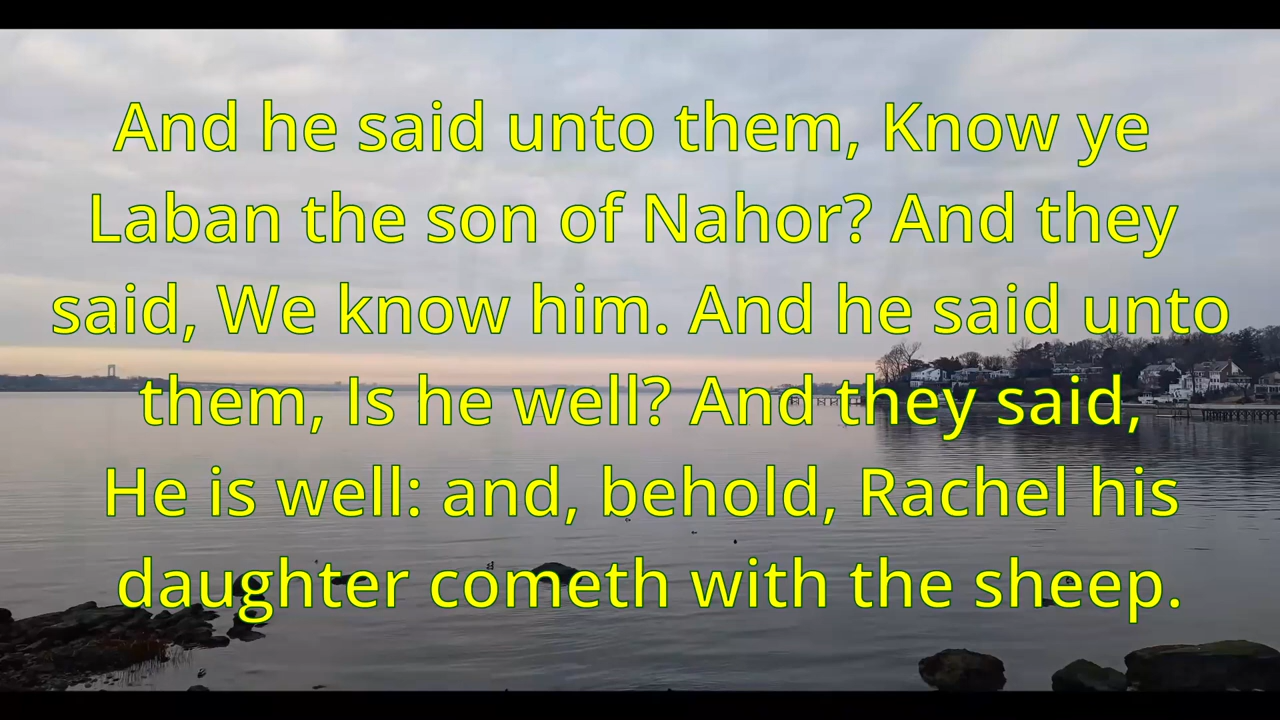 And he said unto them, Know ye
Laban the son of Nahor? And they
said, We know him. And he said unto
them, Is he well? And they said,
He is well: and, behold, Rachel his
daughter cometh with the sheep.